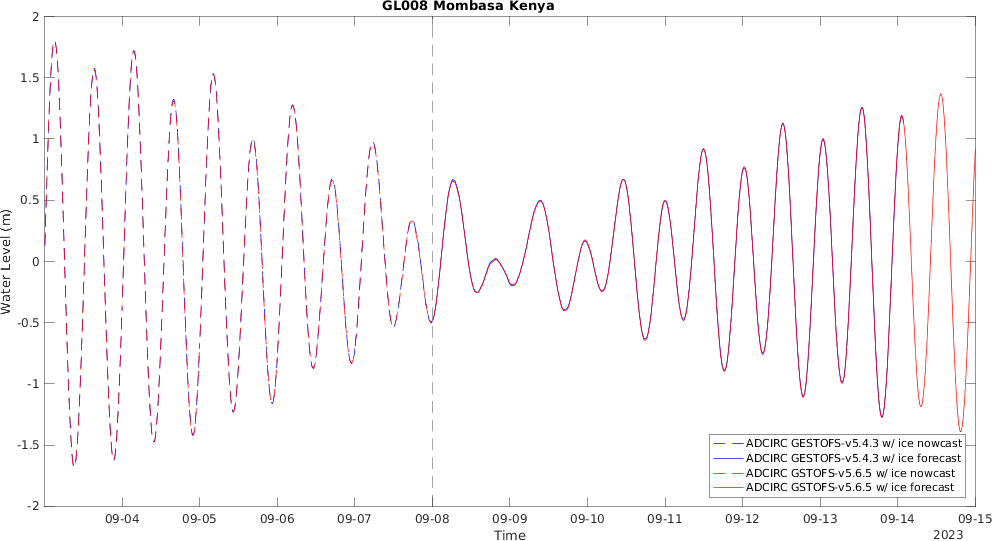 GL008 Mombasa Kenya
2
1.5
1
0.5
0
-0.5
-1
-1.5
-2
Water Level (m)
ADCIRC GESTOFS-v5.4.3 w/ ice nowcast
ADCIRC GESTOFS-v5.4.3 w/ ice forecast
ADCIRC GSTOFS-v5.6.5 w/ ice nowcast
ADCIRC GSTOFS-v5.6.5 w/ ice forecast
09-04 09-05 09-06 09-07 09-08 09-09 09-10 09-11 09-12 09-13 09-14 09-15
Time
2023